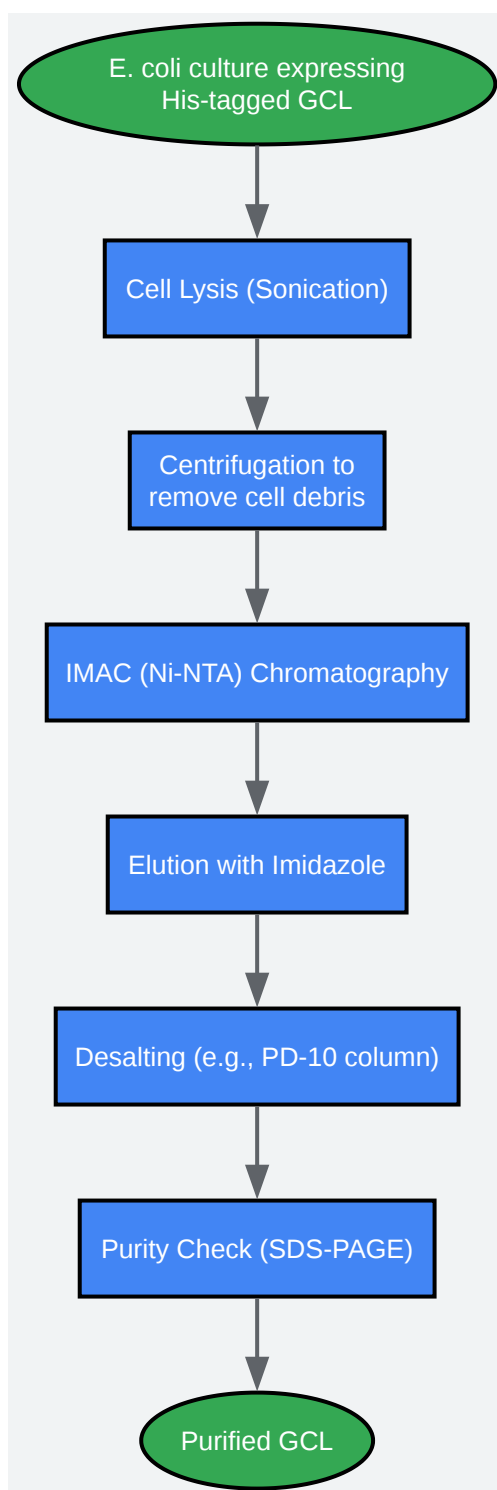 E. coli culture expressing
His-tagged GCL
Cell Lysis (Sonication)
Centrifugation to
remove cell debris
IMAC (Ni-NTA) Chromatography
Elution with Imidazole
Desalting (e.g., PD-10 column)
Purity Check (SDS-PAGE)
Purified GCL